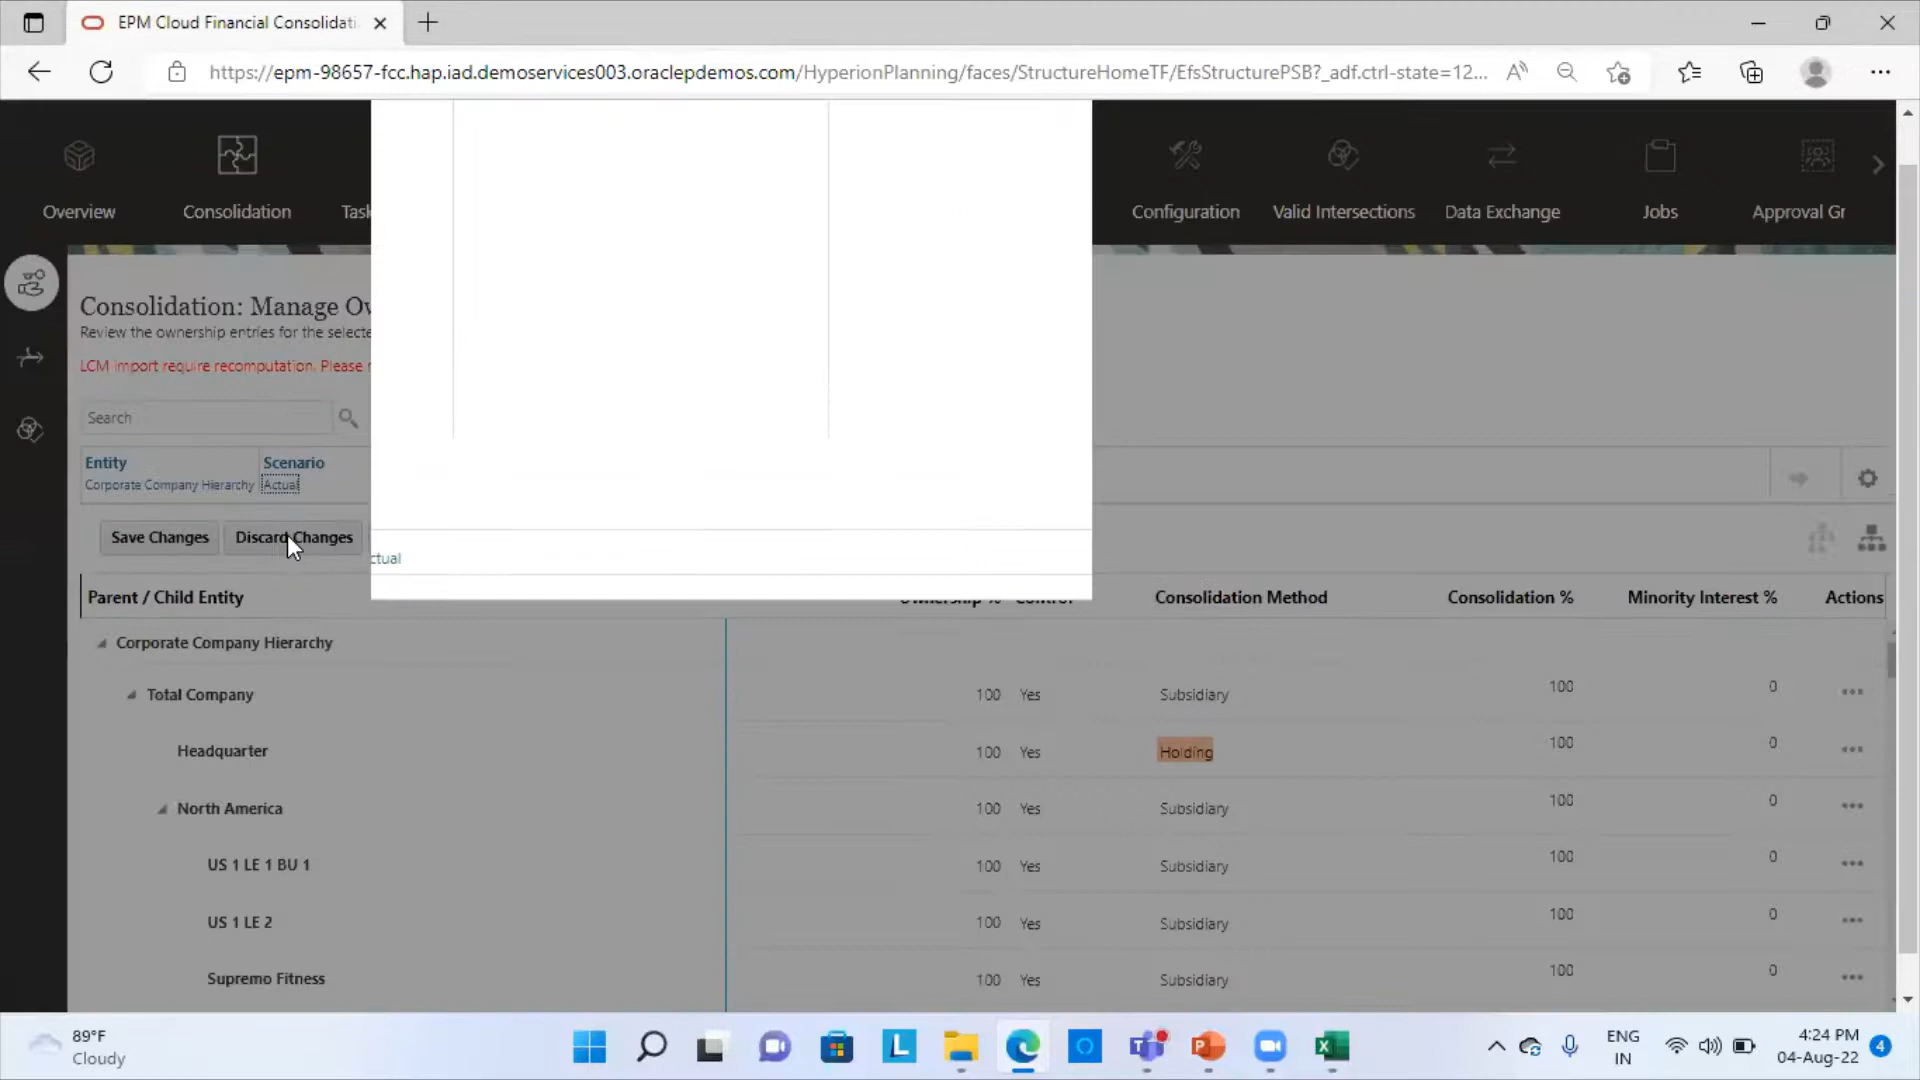 EPM Cloud Financial Consolidati
https://epm-98657-fcc.hap.iad.demoservices003.oraclepdemos.com/HyperionPlanning/faces/StructureHomeTF/EfsStructurePSB?_adf.ctrl-state=12...
Overview
Consolidation
Task
Configuration
Valid Intersections
Data Exchange
Jobs
Approval Gr
Consolidation: Manage Ov
Review the ownership entries for the selecte
LCM import require recomputation. Please r
Search
Entity
Scenario
Corporate Company Hierarchy
Actual
Save Changes
Discard Changes
ctual
Parent / Child Entity
Consolidation Method
Consolidation %
Minority Interest %
Actions
Corporate Company Hierarchy
Total Company 100 Yes Subsidiary 100 0
Headquarter 100 Yes Holding 100 0
North America 100 Yes Subsidiary 100 0
US 1 LE 1 BU 1 100 Yes Subsidiary 100 0
US 1 LE 2 100 Yes Subsidiary 100 0
Supremo Fitness 100 Yes Subsidiary 100 0
89°F
Cloudy
ENG
IN
4:24 PM
04-Aug-22
4